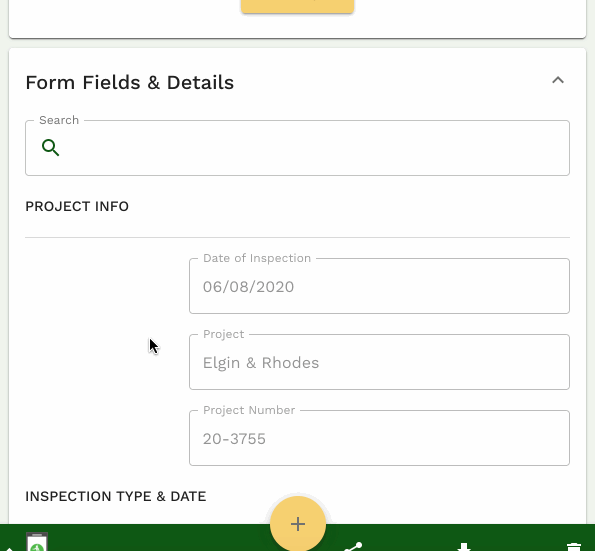 Form Fields & Details
Search
PROJECT INFO
Date of Inspection
06/08/2020
Project
Elgin & Rhodes
Project Number
20-3755
INSPECTION TYPE & DATE